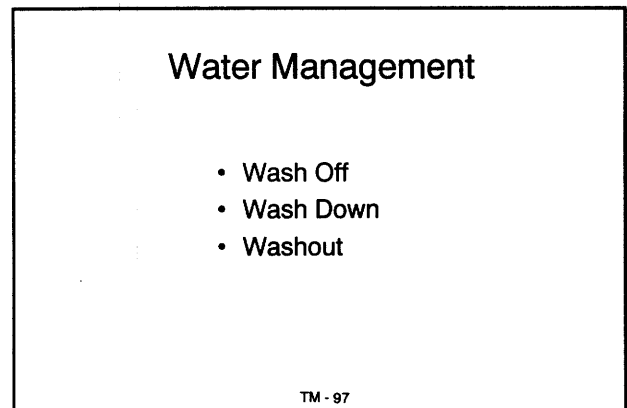 Water Management
• Wash Off
• Wash Down
• Washout
TM - 97